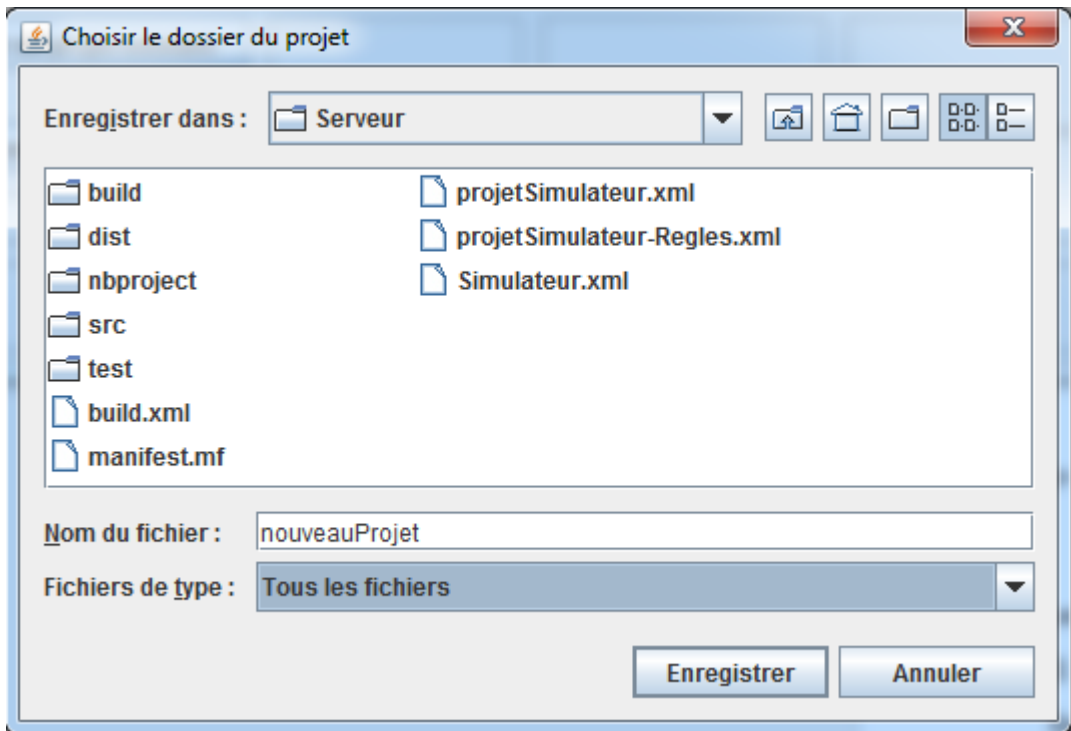 Choisir le dossier du projet
Enregistrer dans :
Serveur
build
dist
nbproject
src
test
build.xml
manifest.mf
projetSimulateur.xml
projetSimulateur-Regles.xml
Simulateur.xml
Nom du fichier :
nouveauProjet
Fichiers de type :
Tous les fichiers
Enregistrer
Annuler